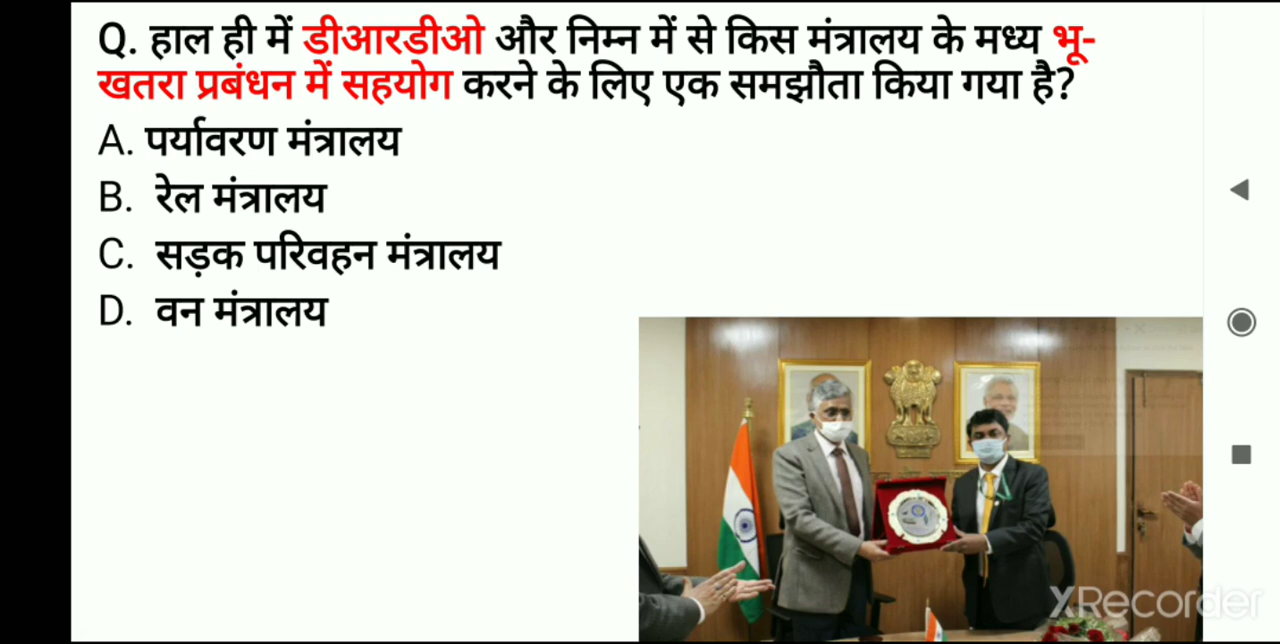 Q. हाल ही में डीआरडीओ और निम्न में से किस मंत्रालय के मध्य भू-
खतरा प्रबंधन में सहयोग करने के लिए एक समझौता किया गया है?
A. पर्यावरण मंत्रालय
B. रेल मंत्रालय
C. सड़क परिवहन मंत्रालय
D. वन मंत्रालय
XRecorder